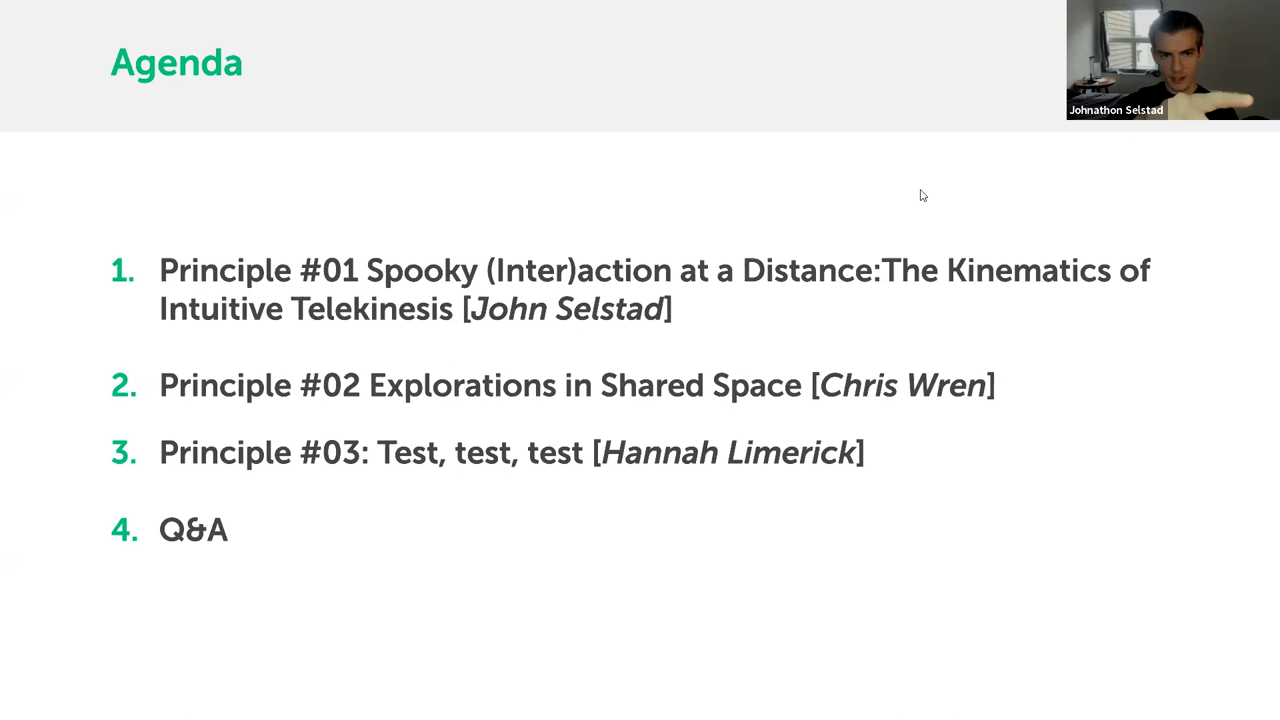 Agenda
Johnathon Selstad
1. Principle #01 Spooky (Inter)action at a Distance:The Kinematics of
Intuitive Telekinesis [John Selstad]
2. Principle #02 Explorations in Shared Space [Chris Wren]
3. Principle #03: Test, test, test [Hannah Limerick]
4. Q&A